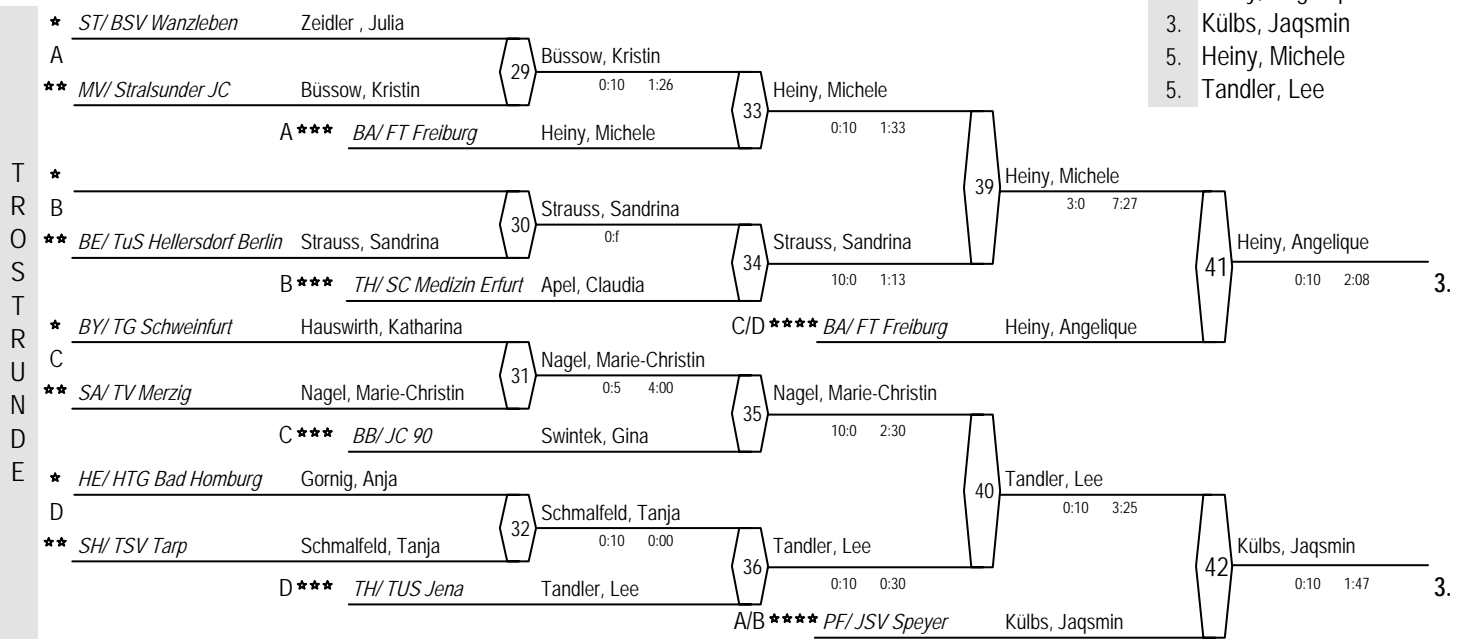 3. Külbs, Jaqsmin
5. Heiny, Michele
5. Tandler, Lee
TROSTRUNDE
* ST/ BSV Wanzleben Zeidler , Julia
A
** MV/ Stralsunder JC Büssow, Kristin
29 Büssow, Kristin
0:10 1:26
A *** BA/ FT Freiburg Heiny, Michele
33 Heiny, Michele
0:10 1:33
*
B
** BE/ TuS Hellersdorf Berlin Strauss, Sandrina
30 Strauss, Sandrina
0:f
B *** TH/ SC Medizin Erfurt Apel, Claudia
34 Strauss, Sandrina
10:0 1:13
39 Heiny, Michele
3:0 7:27
C/D **** BA/ FT Freiburg Heiny, Angelique
41 Heiny, Angelique
0:10 2:08 3.
* BY/ TG Schweinfurt Hauswirth, Katharina
C
** SA/ TV Merzig Nagel, Marie-Christin
31 Nagel, Marie-Christin
0:5 4:00
C *** BB/ JC 90 Swintek, Gina
35 Nagel, Marie-Christin
10:0 2:30
* HE/ HTG Bad Homburg Gornig, Anja
D
** SH/ TSV Tarp Schmalfeld, Tanja
32 Schmalfeld, Tanja
0:10 0:00
D *** TH/ TUS Jena Tandler, Lee
36 Tandler, Lee
0:10 0:30
40 Tandler, Lee
0:10 3:25
A/B **** PF/ JSV Speyer Külbs, Jaqsmin
42 Külbs, Jaqsmin
0:10 1:47 3.